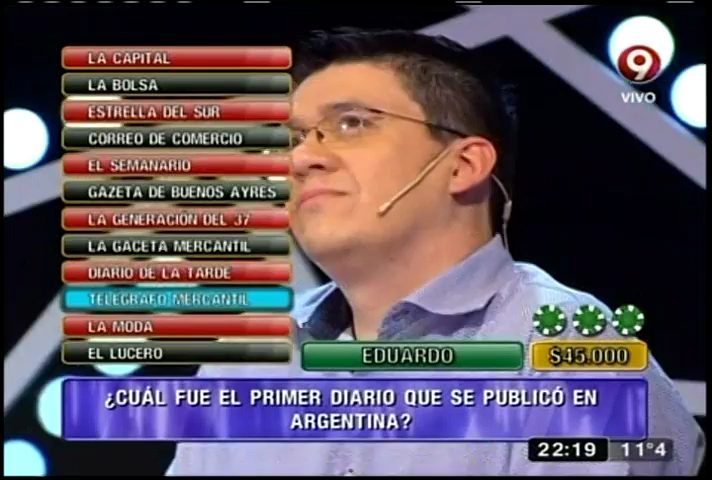 LA CAPITAL
LA BOLSA
ESTRELLA DEL SUR
CORREO DE COMERCIO
EL SEMANARIO
GAZETA DE BUENOS AYRES
LA GENERACIÓN DEL 37
LA GACETA MERCANTIL
DIARIO DE LA TARDE
TELÉGRAFO MERCANTIL
LA MODA
EL LUCERO
9
VIVO
EDUARDO
$45.000
¿CUÁL FUE EL PRIMER DIARIO QUE SE PUBLICÓ EN
ARGENTINA?
22:19 11°4